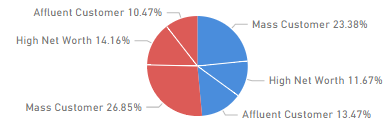 Affluent Customer 10.47%
Mass Customer 23.38%
High Net Worth 14.16%
High Net Worth 11.67%
Mass Customer 26.85%
Affluent Customer 13.47%